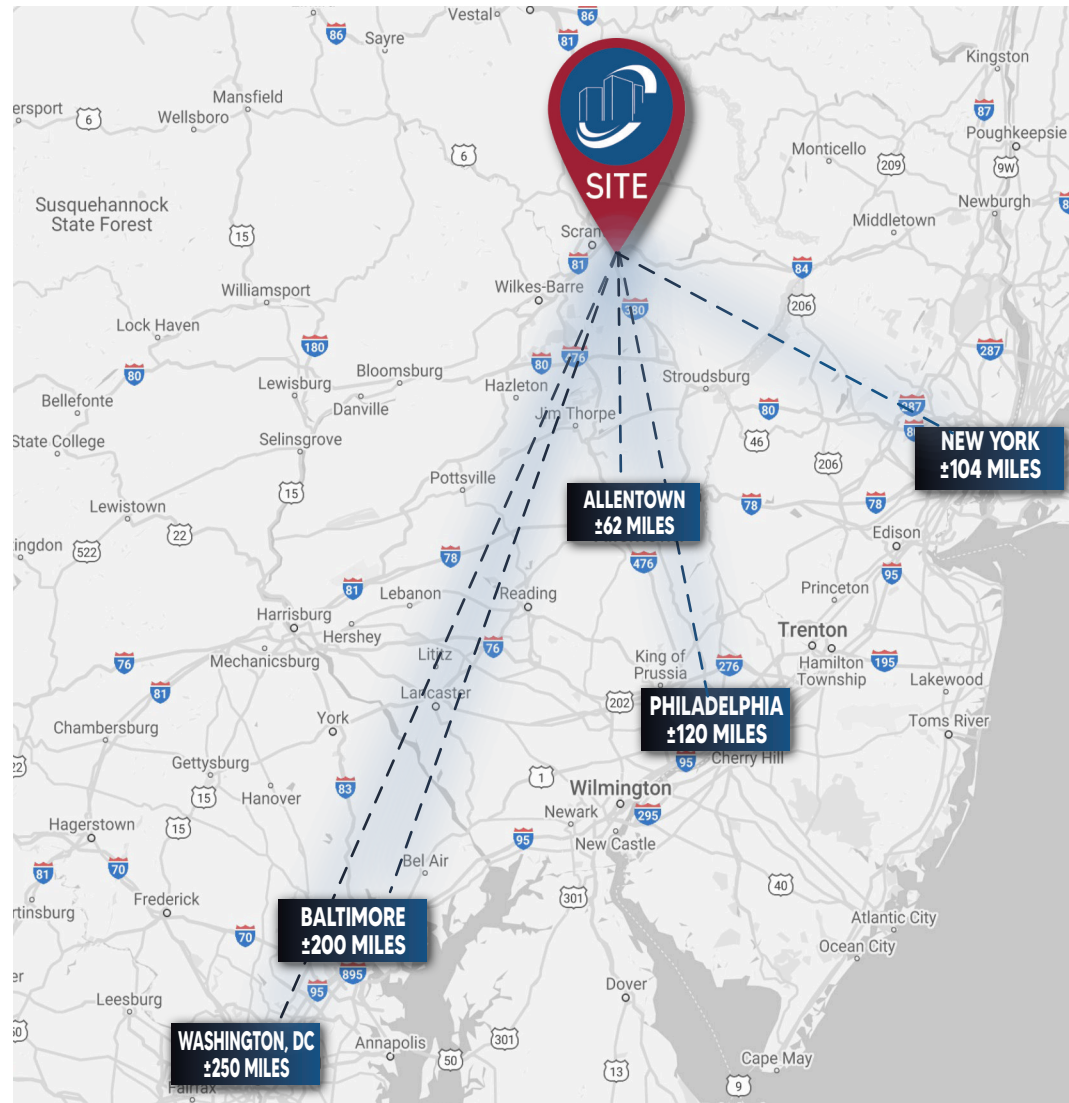 Vestal
86
86
81
Sayre
Kingston
Mansfield
ersport
6
Wellsboro
87
Poughkeepsie
Monticello
6
209
9W
SITE
Susquehannock
State Forest
Newburgh
Middletown
15
Scran
81
84
Wilkes-Barre
Williamsport
380
206
Lock Haven
180
287
80
476
80
Bloomsburg
Stroudsburg
Lewisburg
Hazleton
Danville
Bellefonte
80
287
Jim Thorpe
State College
Selinsgrove
46
NEW YORK
±104 MILES
206
Pottsville
15
ALLENTOWN
±62 MILES
78
78
Lewistown
22
Edison
ingdon
522
78
476
95
81
Lebanon
Reading
Princeton
Harrisburg
Hershey
Trenton
76
Lititz
King of
Prussia
276
Hamilton
Township
195
Mechanicsburg
76
81
Lancaster
202
Lakewood
PHILADELPHIA
±120 MILES
York
Chambersburg
Toms River
Gettysburg
95
Cherry Hill
1
83
Wilmington
15
Hanover
Newark
295
Hagerstown
15
95
New Castle
81
70
Bel Air
40
Frederick
301
rtinsburg
BALTIMORE
±200 MILES
Atlantic City
70
Ocean City
895
95
Leesburg
Dover
WASHINGTON, DC
±250 MILES
Annapolis
301
50
50
Cape May
13
9
Fairfax